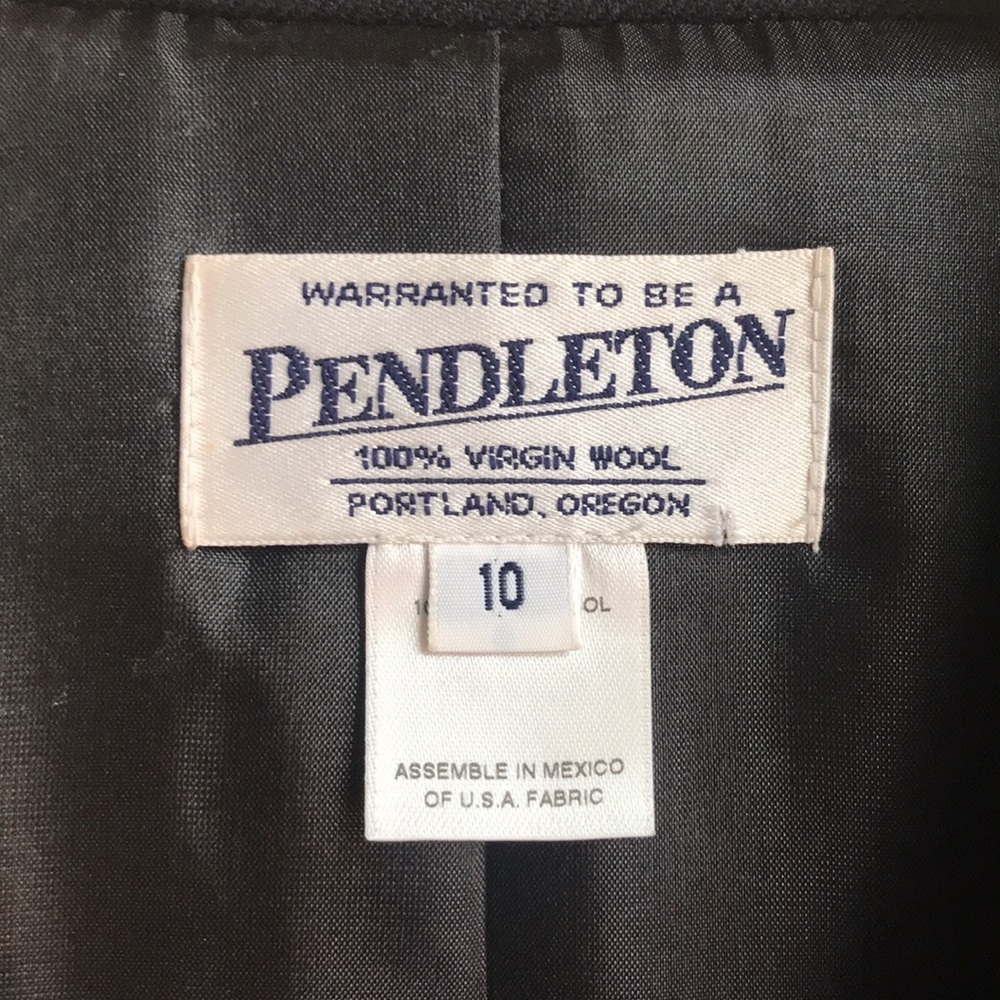 WARRANTED TO BE A
PENDLETON
100% VIRGIN WOOL
PORTLAND, OREGON
10
ASSEMBLE IN MEXICO
OF U.S.A. FABRIC